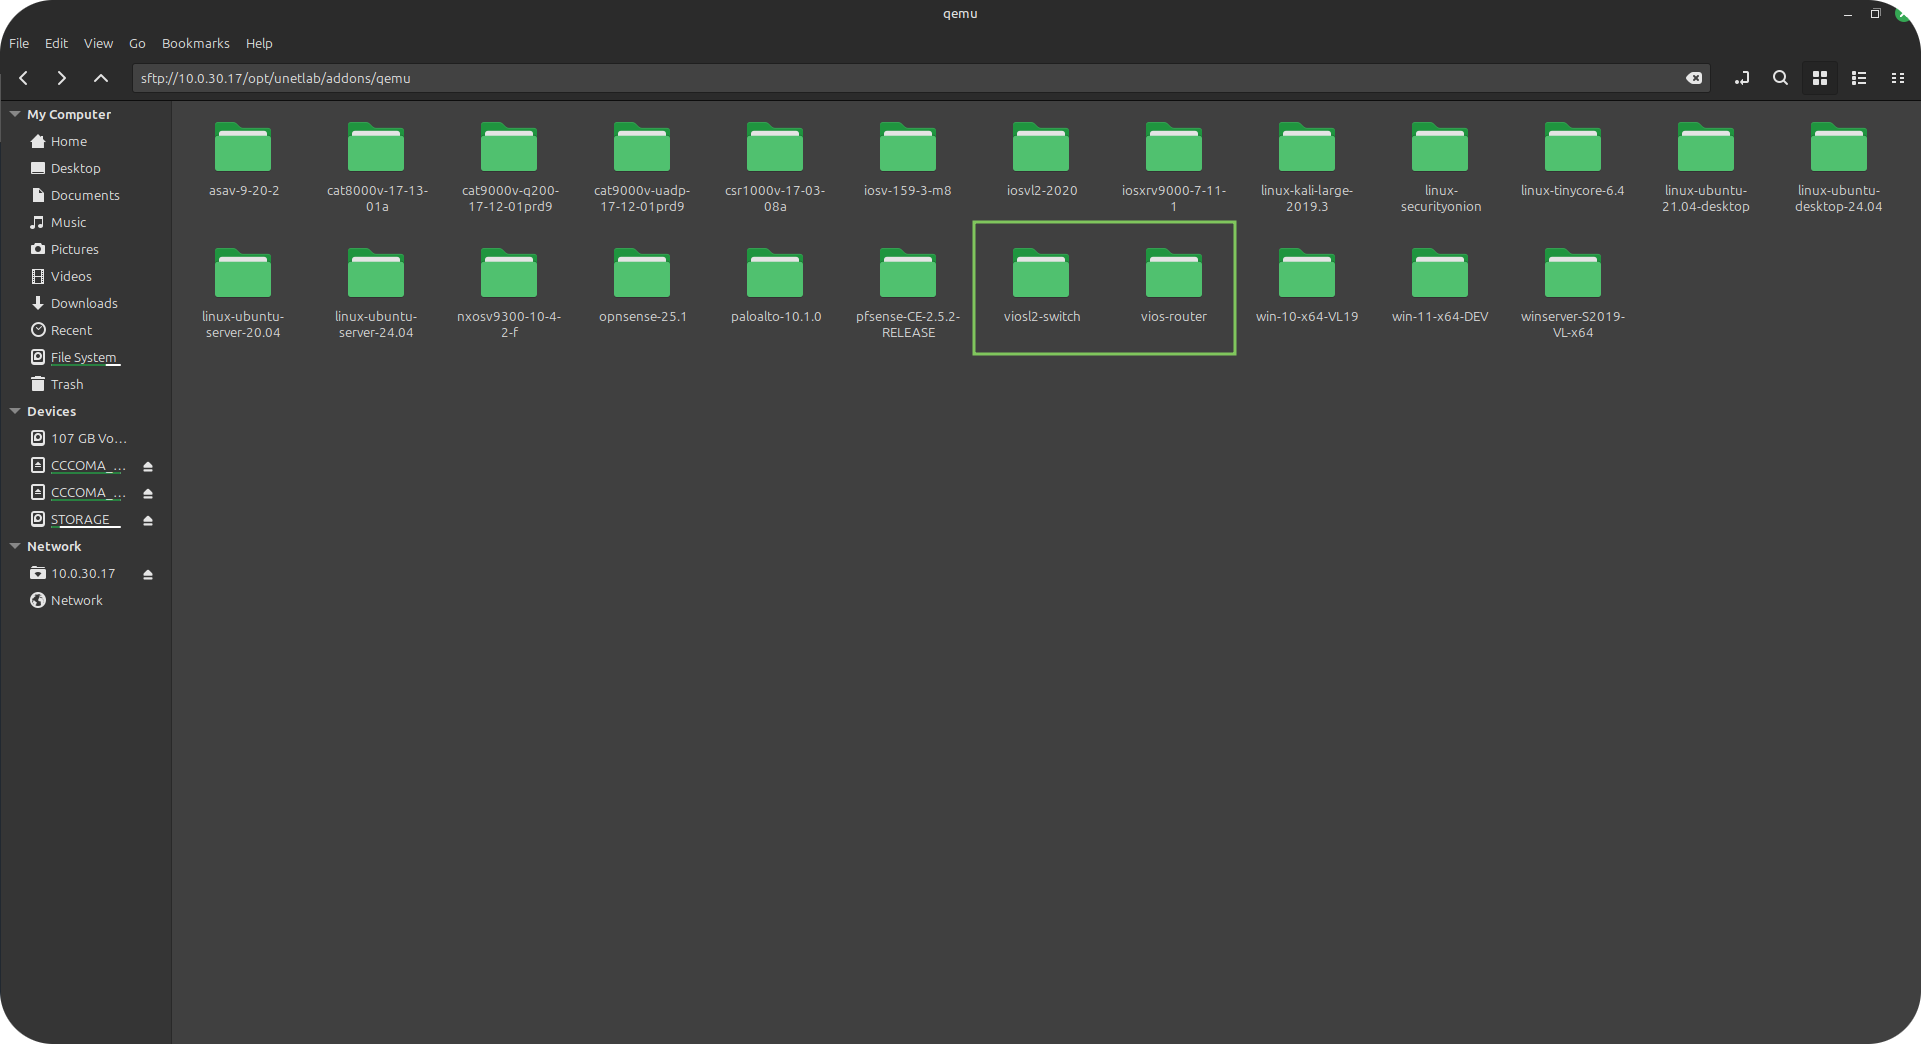 qemu
File Edit View Go Bookmarks Help
sftp://10.0.30.17/opt/unetlab/addons/qemu
My Computer
Home
Desktop
Documents
Music
Pictures
Videos
Downloads
Recent
File System
Trash
Devices
107 GB Vo...
CCCOMA_...
CCCOMA_...
STORAGE
Network
10.0.30.17
Network
asav-9-20-2
cat8000v-17-13-
01a
cat9000v-q200-
17-12-01prd9
cat9000v-uadp-
17-12-01prd9
csr1000v-17-03-
08a
iosv-159-3-m8
iosvl2-2020
iosxrv9000-7-11-
1
linux-kali-large-
2019.3
linux-
securityonion
linux-tinycore-6.4
linux-ubuntu-
21.04-desktop
linux-ubuntu-
desktop-24.04
linux-ubuntu-
server-20.04
linux-ubuntu-
server-24.04
nxosv9300-10-4-
2-f
opnsense-25.1
paloalto-10.1.0
pfsense-CE-2.5.2-
RELEASE
viosl2-switch
vios-router
win-10-x64-VL19
win-11-x64-DEV
winserver-S2019-
VL-x64